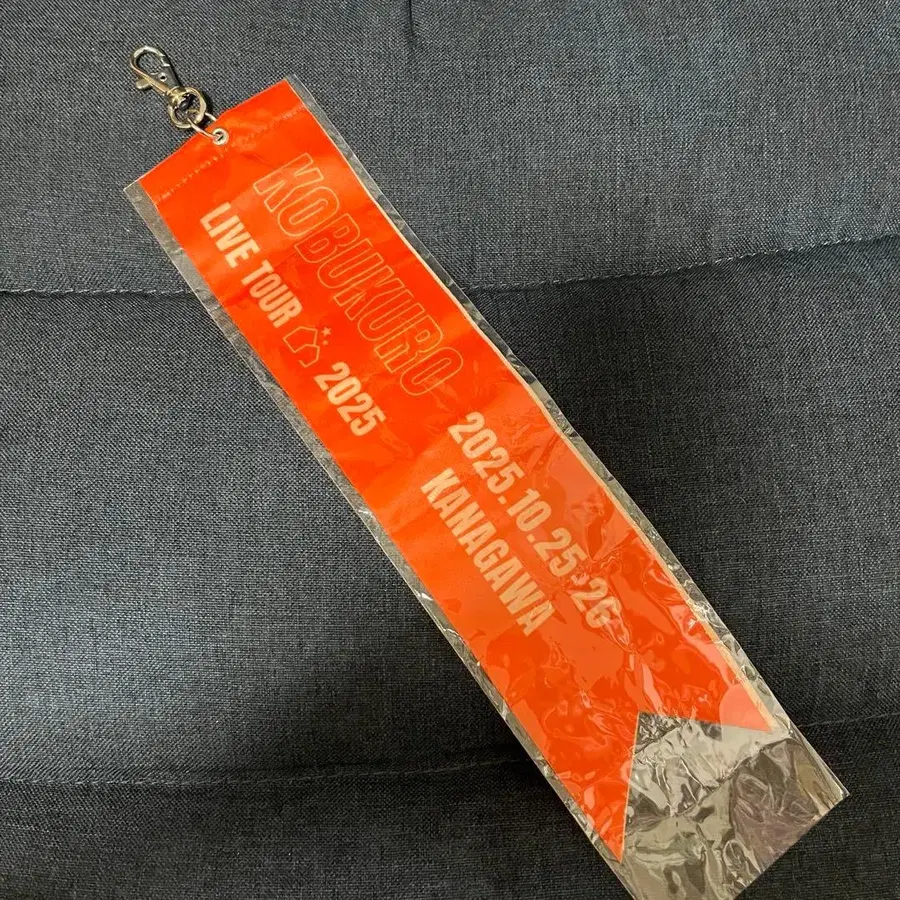 KOBUKURO
LIVE TOUR 2025
2025.10.25-26
KANAGAWA